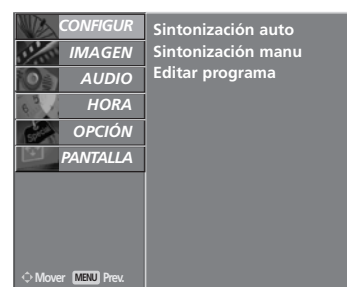 CONFIGUR
IMAGEN
AUDIO
HORA
OPCIÓN
PANTALLA
Sintonización auto
Sintonización manu
Editar programa
Mover MENU Prev.